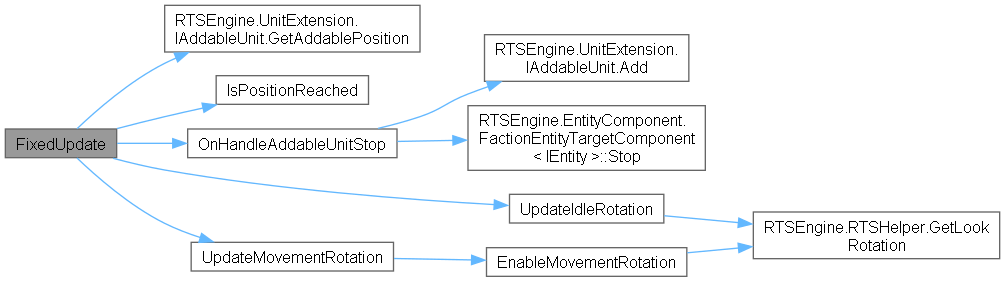 RTSEngine.UnitExtension.
IAddableUnit.GetAddablePosition
RTSEngine.UnitExtension.
IAddableUnit.Add
IsPositionReached
RTSEngine.EntityComponent.
FactionEntityTargetComponent
< IEntity >::Stop
FixedUpdate
OnHandleAddableUnitStop
UpdateIdleRotation
RTSEngine.RTSHelper.GetLook
Rotation
UpdateMovementRotation
EnableMovementRotation